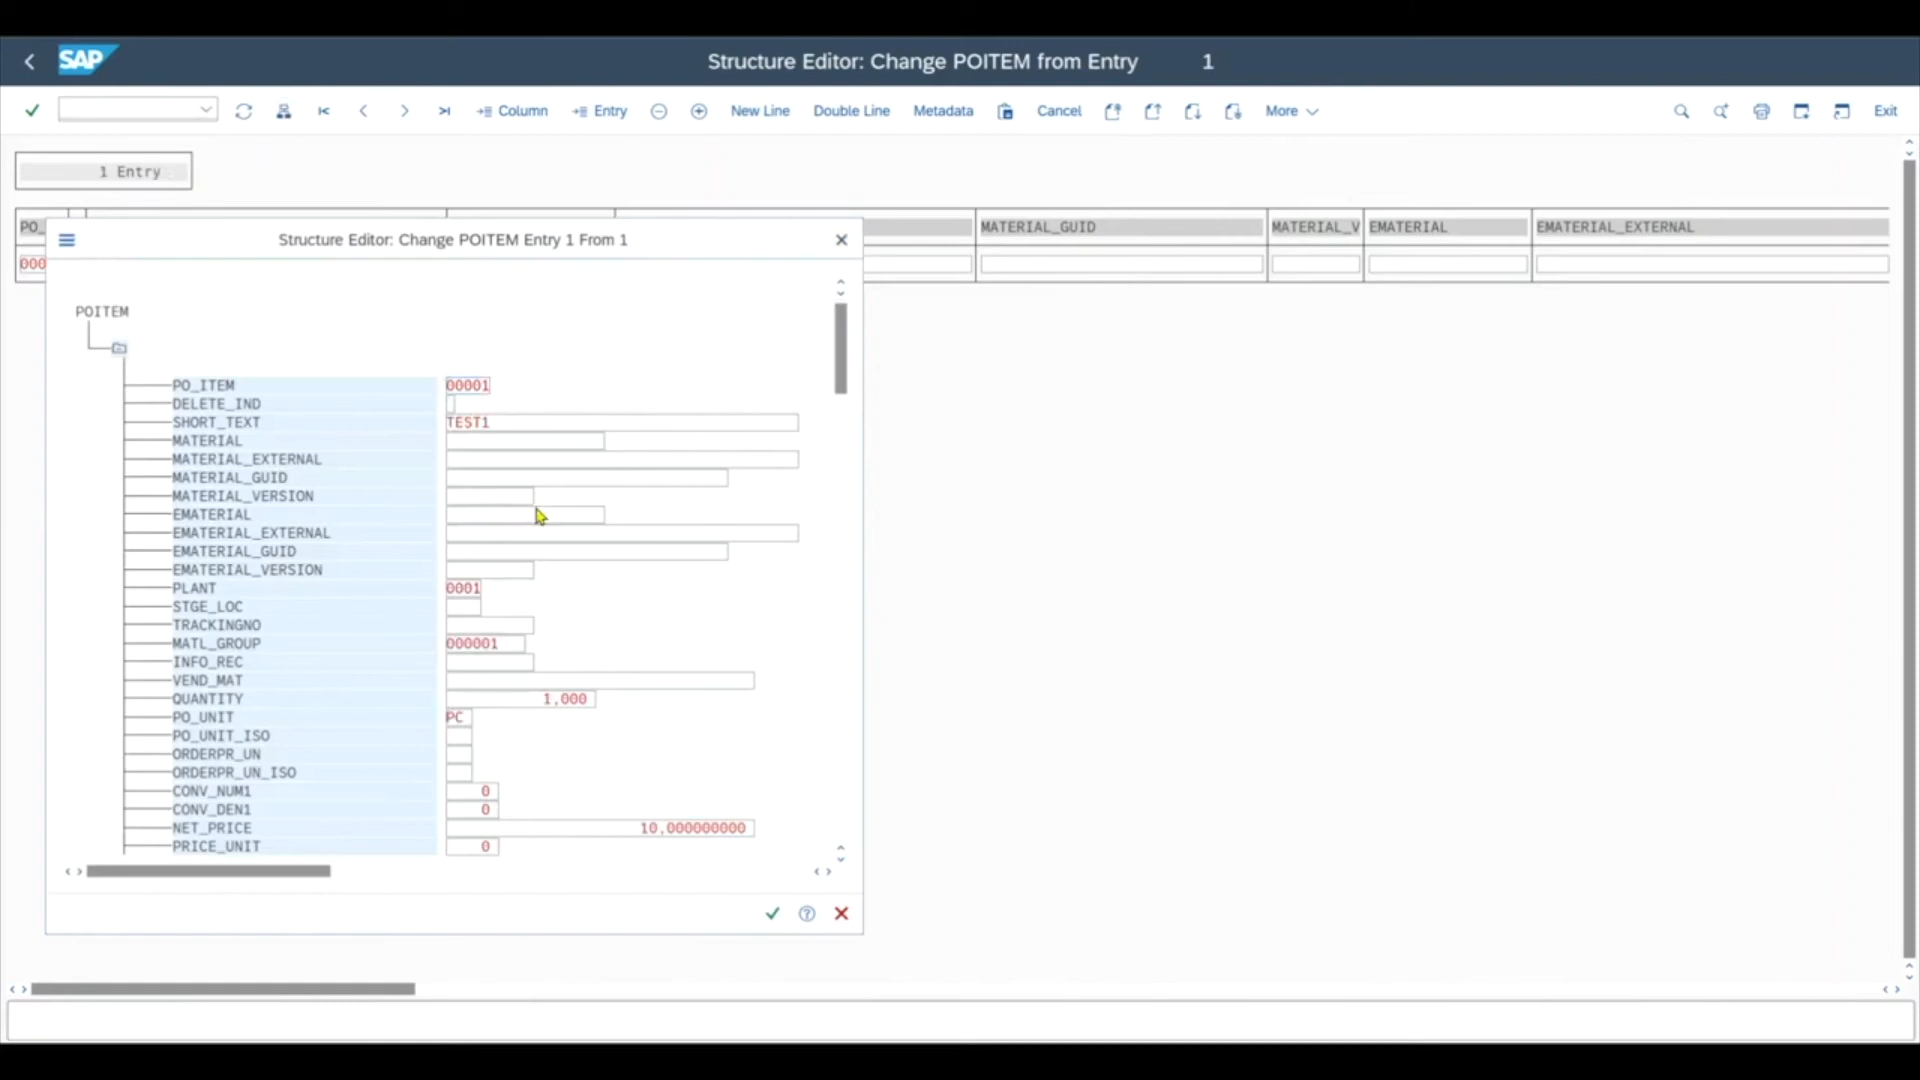 SAP
Structure Editor: Change POITEM from Entry 1
Column Entry New Line Double Line Metadata Cancel More Exit
1 Entry
PO_ MATERIAL_GUID MATERIAL_V EMATERIAL EMATERIAL_EXTERNAL
000
Structure Editor: Change POITEM Entry 1 From 1
POITEM
PO_ITEM 00001
DELETE_IND
SHORT_TEXT TEST1
MATERIAL
MATERIAL_EXTERNAL
MATERIAL_GUID
MATERIAL_VERSION
EMATERIAL
EMATERIAL_EXTERNAL
EMATERIAL_GUID
EMATERIAL_VERSION
PLANT 0001
STGE_LOC
TRACKINGNO
MATL_GROUP 000001
INFO_REC
VEND_MAT
QUANTITY 1,000
PO_UNIT PC
PO_UNIT_ISO
ORDERPR_UN
ORDERPR_UN_ISO
CONV_NUM1 0
CONV_DEN1 0
NET_PRICE 10,000000000
PRICE_UNIT 0